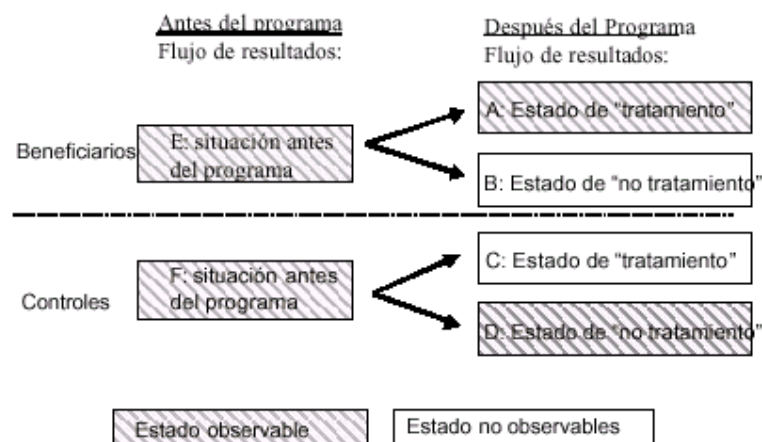 Antes del programa
Flujo de resultados:
Después del Programa
Flujo de resultados:
Beneficiarios
E: situación antes
del programa
A: Estado de “tratamiento”
B: Estado de “no tratamiento”
Controles
F: situación antes
del programa
C: Estado de “tratamiento”
D: Estado de “no tratamiento”
Estado observable
Estado no observables